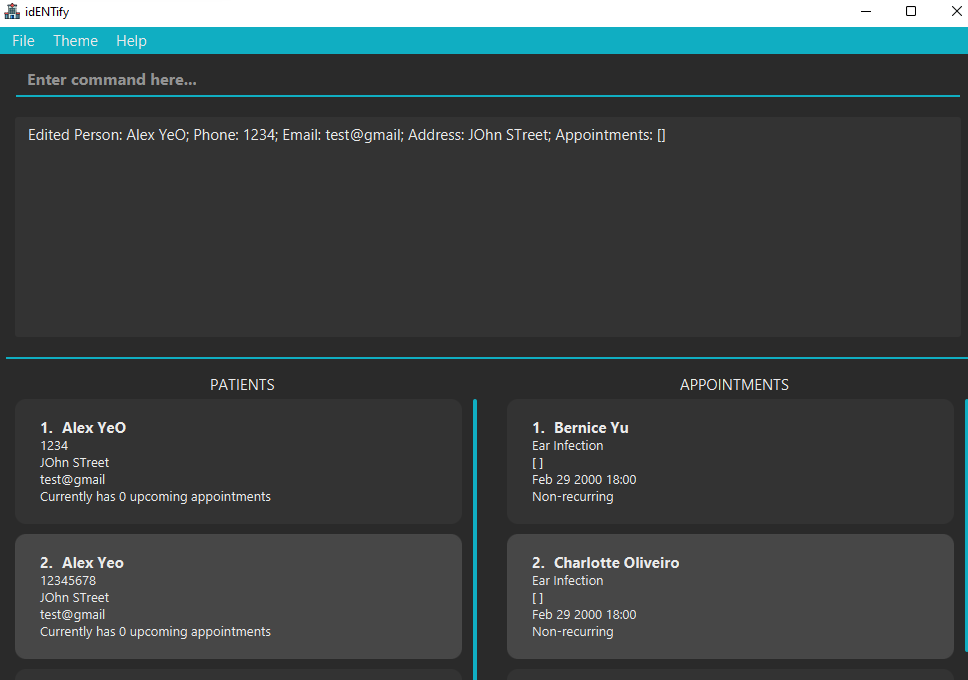 idENTify
File Theme Help
Enter command here...
Edited Person: Alex YeO; Phone: 1234; Email: test@gmail; Address: JOhn STreet; Appointments: []
PATIENTS
1. Alex YeO
1234
JOhn STreet
test@gmail
Currently has 0 upcoming appointments
2. Alex Yeo
12345678
JOhn STreet
test@gmail
Currently has 0 upcoming appointments
APPOINTMENTS
1. Bernice Yu
Ear Infection
[ ]
Feb 29 2000 18:00
Non-recurring
2. Charlotte Oliveiro
Ear Infection
[ ]
Feb 29 2000 18:00
Non-recurring